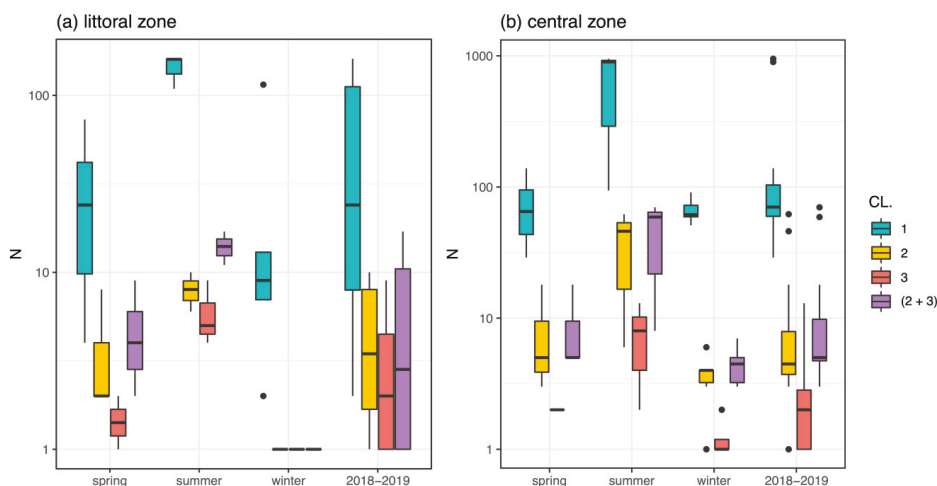 (a) littoral zone
(b) central zone
N
100
10
1
spring
summer
winter
2018–2019
N
1000
100
10
1
spring
summer
winter
2018–2019
CL.
1
2
3
(2 + 3)